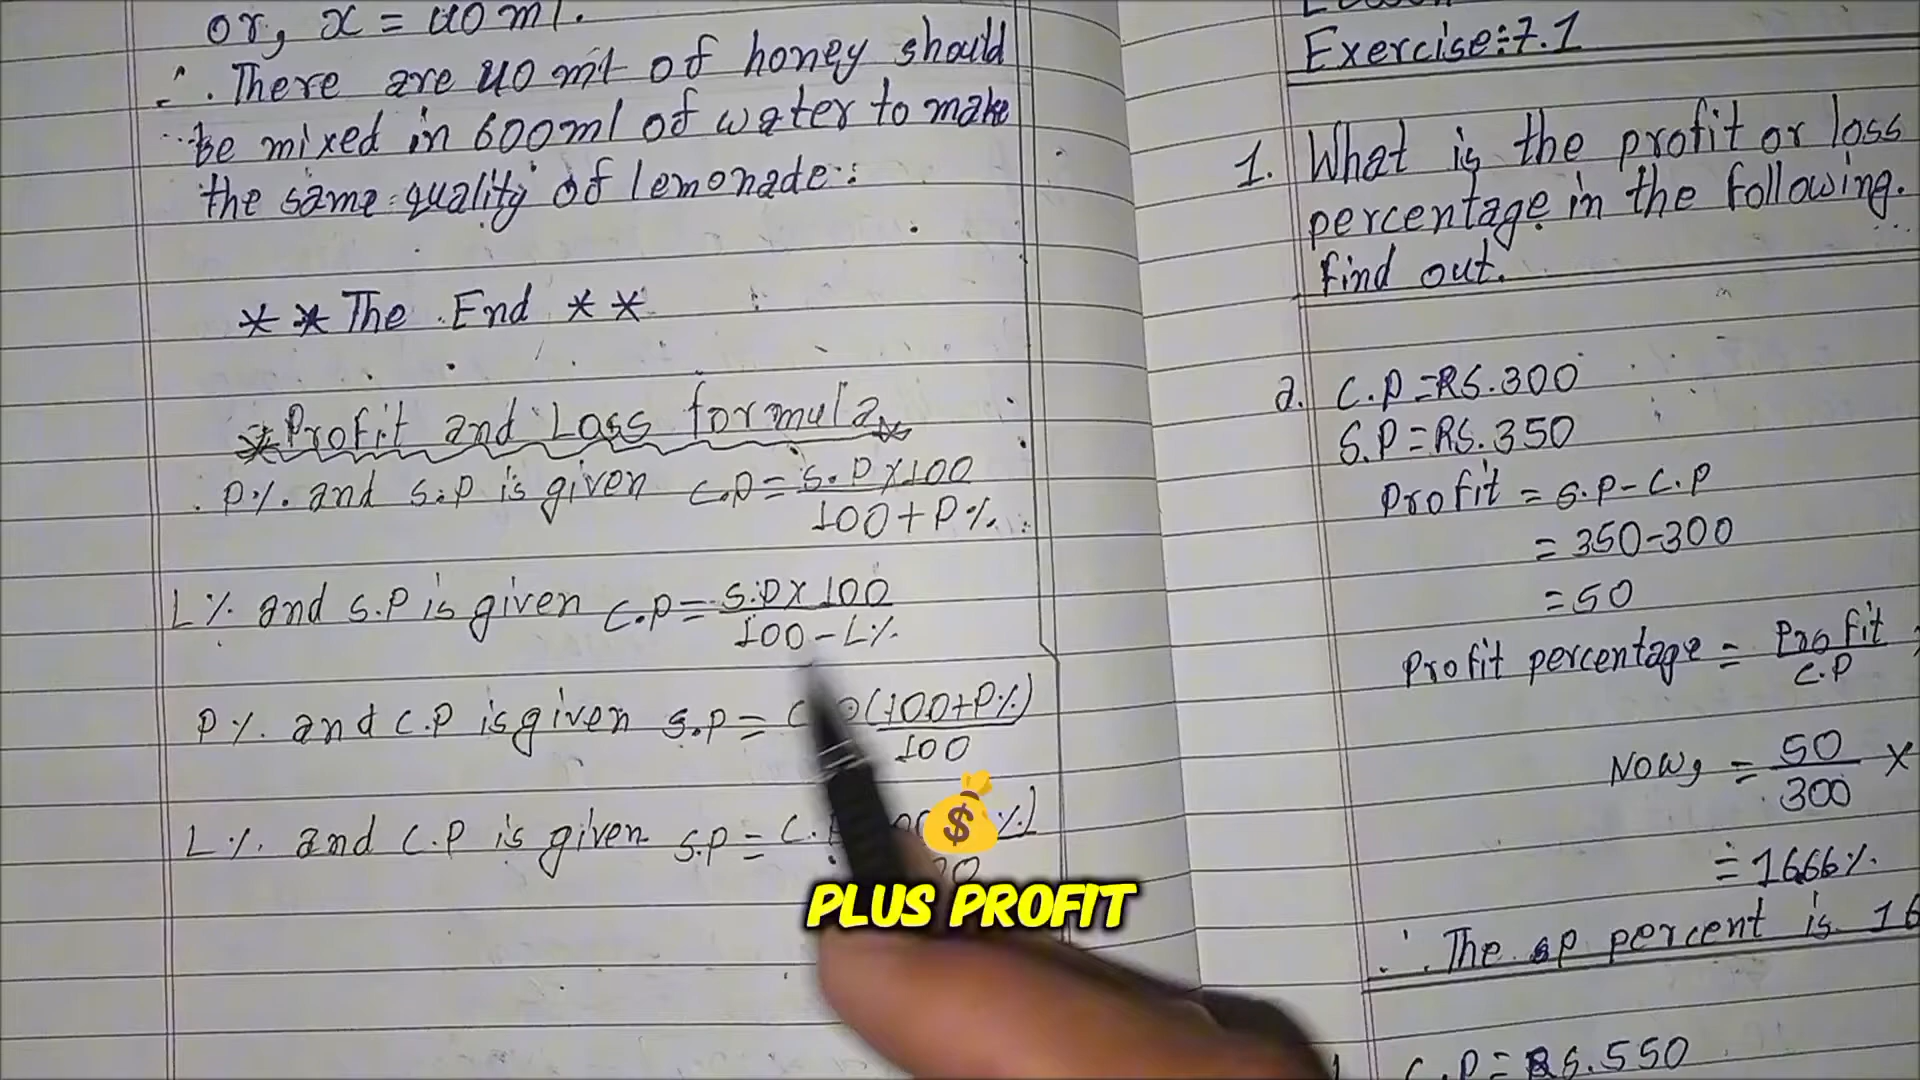 or, x = 40 ml.
∴ There are 40 ml of honey should
be mixed in 600ml of water to make
the same quality of lemonade.
** The End **
*Profit and Loss formula*
P% and S.P is given C.P = S.P × 100 / 100 + P%
L% and S.P is given C.P = S.P × 100 / 100 - L%
P% and C.P is given S.P = (100+P%) / 100
L% and C.P is given S.P = C.
PLUS PROFIT
Exercise: 7.1
1. What is the profit or loss
percentage in the following.
find out.
a. C.P = RS. 300
S.P = RS. 350
Profit = S.P - C.P
= 350-300
= 50
Profit percentage = Profit / C.P
Now, = 50 / 300 ×
= 16.66%
∴ The p percent is 16
C.P = RS. 550